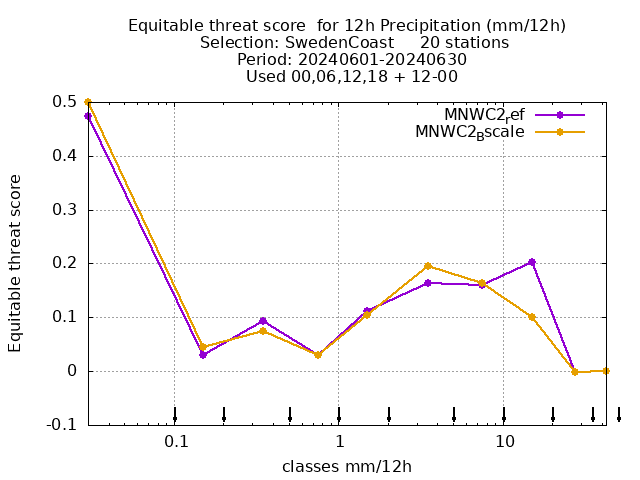 Equitable threat score  for 12h Precipitation (mm/12h)
Selection: SwedenCoast     20 stations
Period: 20240601-20240630
Used 00,06,12,18 + 12-00
MNWC2ref
MNWC2Bscale
0.5
0.4
0.3
0.2
0.1
0
-0.1
Equitable threat score
0.1 1 10
classes mm/12h